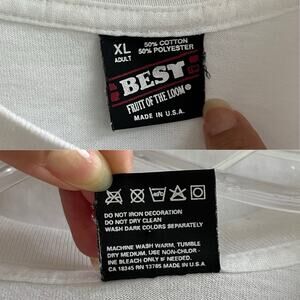 XL
ADULT
50% COTTON
50% POLYESTER
BEST
FRUIT OF THE LOOM®
MADE IN U.S.A.
DO NOT IRON DECORATION
DO NOT DRY CLEAN
WASH DARK COLORS SEPARATELY
MACHINE WASH WARM, TUMBLE
DRY MEDIUM, USE NON-CHLOR-
INE BLEACH ONLY IF NEEDED.
CA 18345 RN 13765 MADE IN U.S.A.